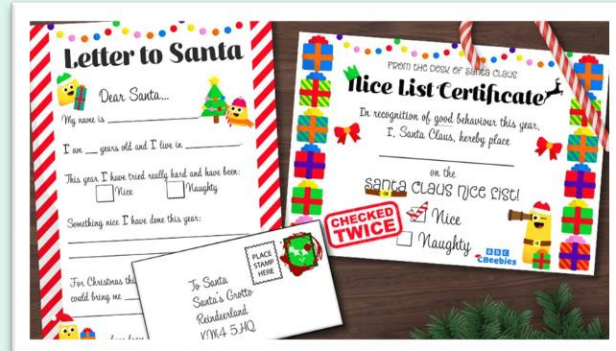 Letter to Santa
Dear Santa...
My name is
I am __ years old and I live in
This year I have tried really hard and have been:
Nice Naughty
Something nice I have done this year:
For Christmas th
could bring me
FROM THE DESK OF SANTA CLAUS
Nice List Certificate
In recognition of good behaviour this year,
I, Santa Claus, hereby place
on the
SANTA CLAUS NICE LIST!
Nice
Naughty
CHECKED
TWICE
BBC
CBeebies
PLACE
STAMP
HERE
To Santa
Santa's Grotto
Reindeerland
XM4 5HQ